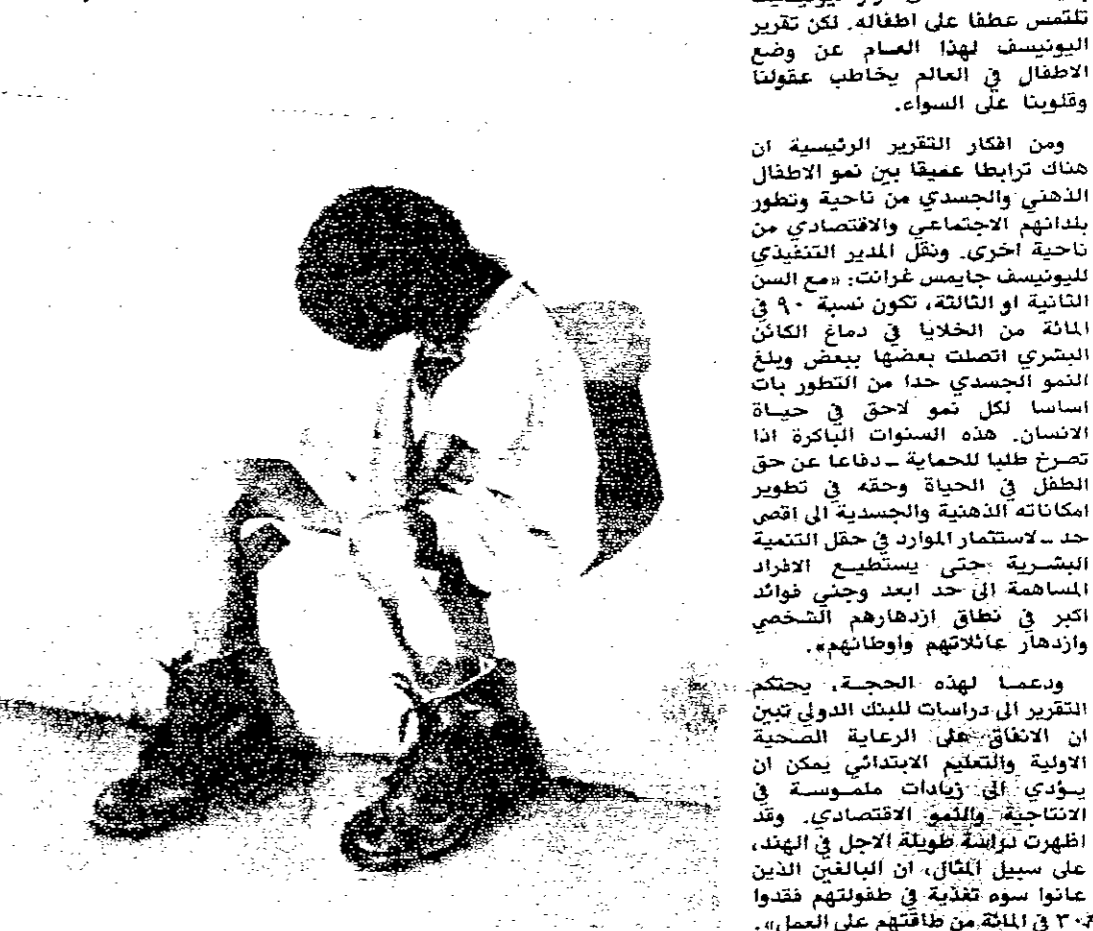 تلتمس عطفا على اطفاله. لكن تقرير
اليونيسف لهذا العام عن وضع
الاطفال في العالم يخاطب عقولنا
وقلوبنا على السواء.
ومن افكار التقرير الرئيسية ان
هناك ترابطا عميقا بين نمو الاطفال
الذهني والجسدي من ناحية وتطور
بلدانهم الاجتماعي والاقتصادي من
ناحية اخرى. ونقل المدير التنفيذي
لليونيسف جايمس غرانت: «مع السن
الثانية او الثالثة، تكون نسبة ٩٠ في
المائة من الخلايا في دماغ الكائن
البشري اتصلت بعضها ببعض وبلغ
النمو الجسدي حدا من التطور بات
اساسا لكل نمو لاحق في حياة
الانسان. هذه السنوات الباكرة اذا
تصرخ طلبا للحماية ـ دفاعا عن حق
الطفل في الحياة وحقه في تطوير
امكاناته الذهنية والجسدية الى اقصى
حد ـ لاستثمار الموارد في حقل التنمية
البشرية حتى يستطيع الافراد
المساهمة الى حد ابعد وجني فوائد
اكبر في نطاق ازدهارهم الشخصي
وازدهار عائلاتهم واوطانهم».
ودعما لهذه الحجة، يحتكم
التقرير الى دراسات للبنك الدولي تبين
ان الانفاق على الرعاية الصحية
الاولية والتعليم الابتدائي يمكن ان
يؤدي الى زيادات ملموسة في
الانتاجية والنمو الاقتصادي. وقد
اظهرت دراسة طويلة الاجل في الهند،
على سبيل المثال، ان البالغين الذين
عانوا سوء تغذية في طفولتهم فقدوا
٣٠ في المائة من طاقتهم على العمل».